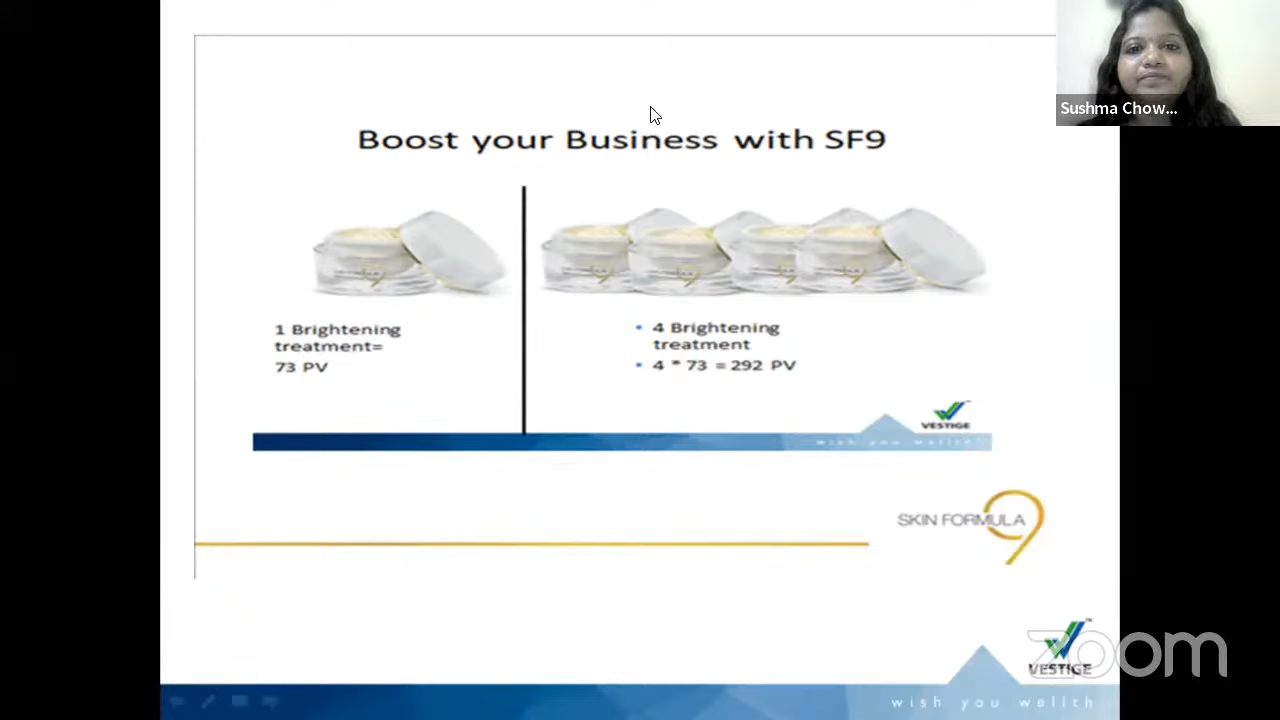 Sushma Chow...
Boost your Business with SF9
1 Brightening
treatment=
73 PV
• 4 Brightening
treatment
• 4 * 73 = 292 PV
VESTIGE
wish you wellth
SKIN FORMULA
9
zoom
VESTIGE
wish you wellth